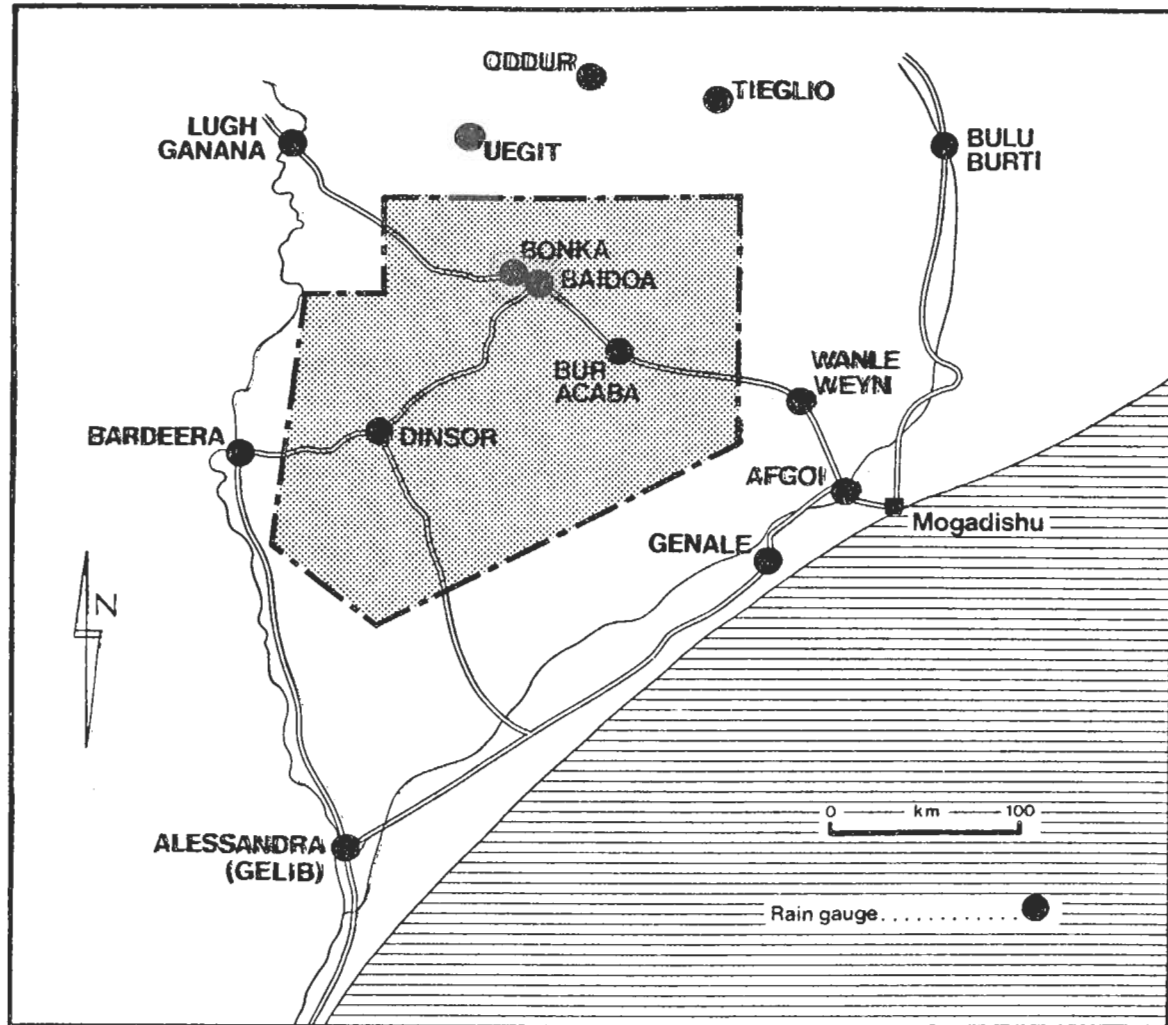 ODDUR
TIEGLIO
LUGH
GANANA
UEGIT
BULU
BURTI
BONKA
BAIDOA
BUR
ACABA
WANLE
WEYN
BARDEERA
DINSOR
AFGOI
Mogadishu
GENALE
N
0 km 100
ALESSANDRA
(GELIB)
Rain gauge..........